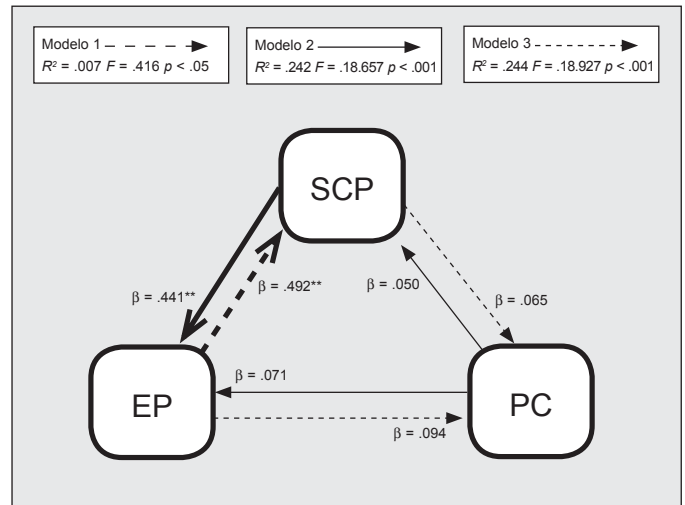 Modelo 1
R² = .007 F = .416 p < .05
Modelo 2
R² = .242 F = .18.657 p < .001
Modelo 3
R² = .244 F = .18.927 p < .001
SCP
β = .441**
β = .492**
β = .050
β = .065
EP
β = .071
β = .094
PC